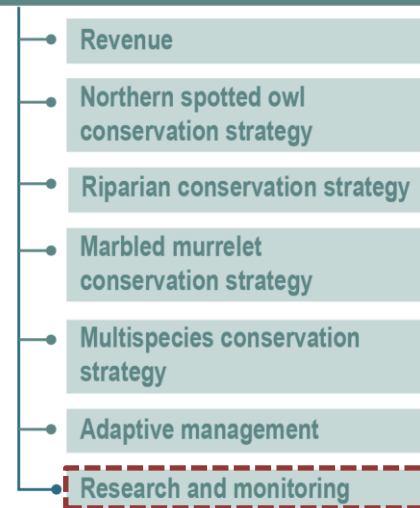 Revenue
Northern spotted owl
conservation strategy
Riparian conservation strategy
Marbled murrelet
conservation strategy
Multispecies conservation
strategy
Adaptive management
Research and monitoring